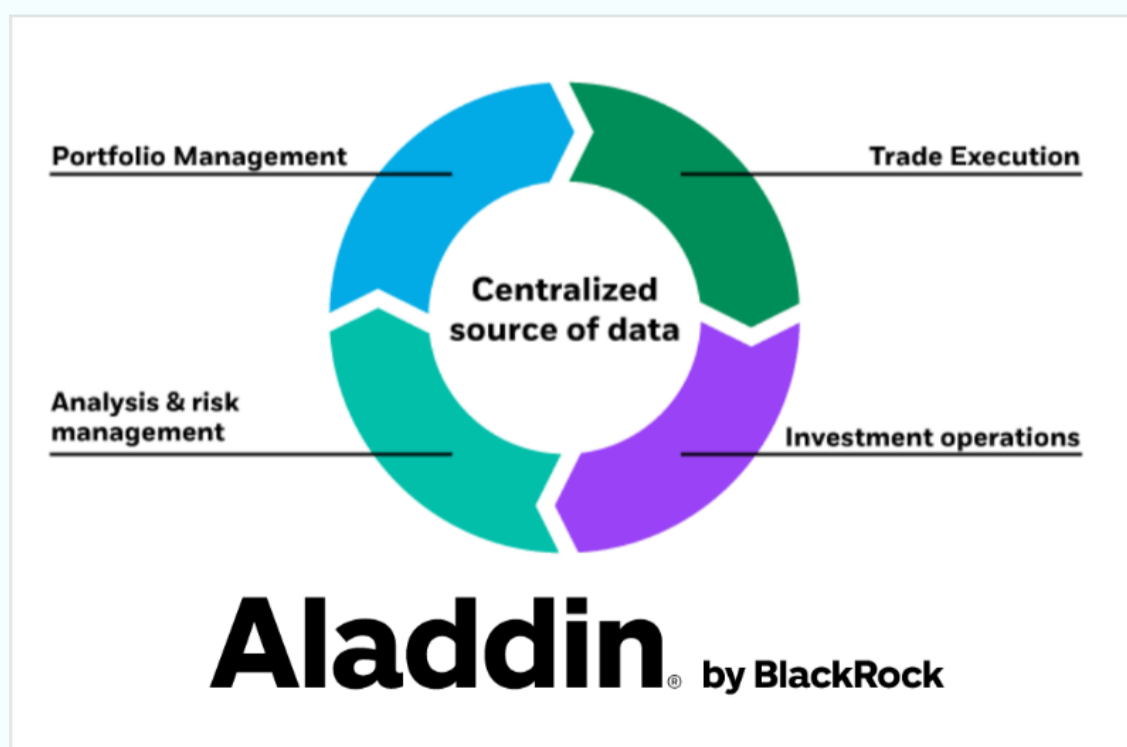 Portfolio Management
Trade Execution
Centralized
source of data
Analysis & risk
management
Investment operations
Aladdin® by BlackRock